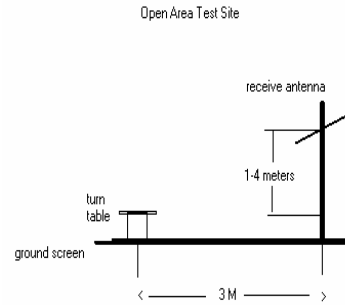 Open Area Test Site
receive antenna
1-4 meters
turn
table
ground screen
3 M